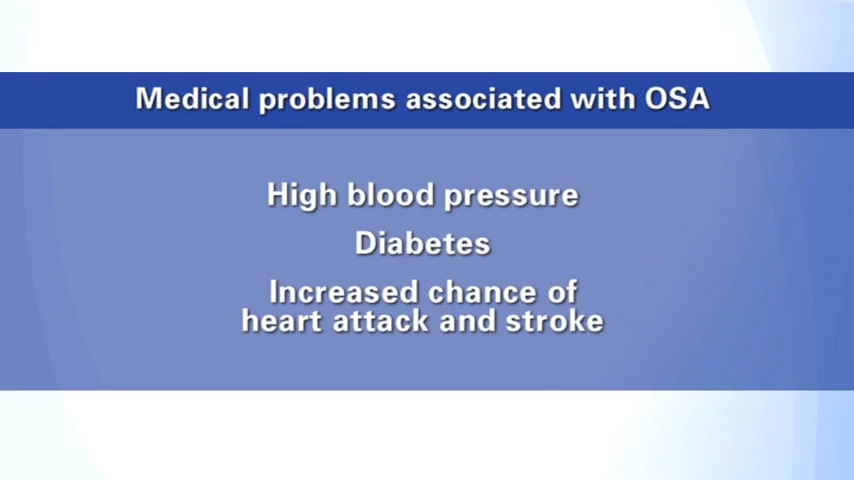 Medical problems associated with OSA
High blood pressure
Diabetes
Increased chance of
heart attack and stroke